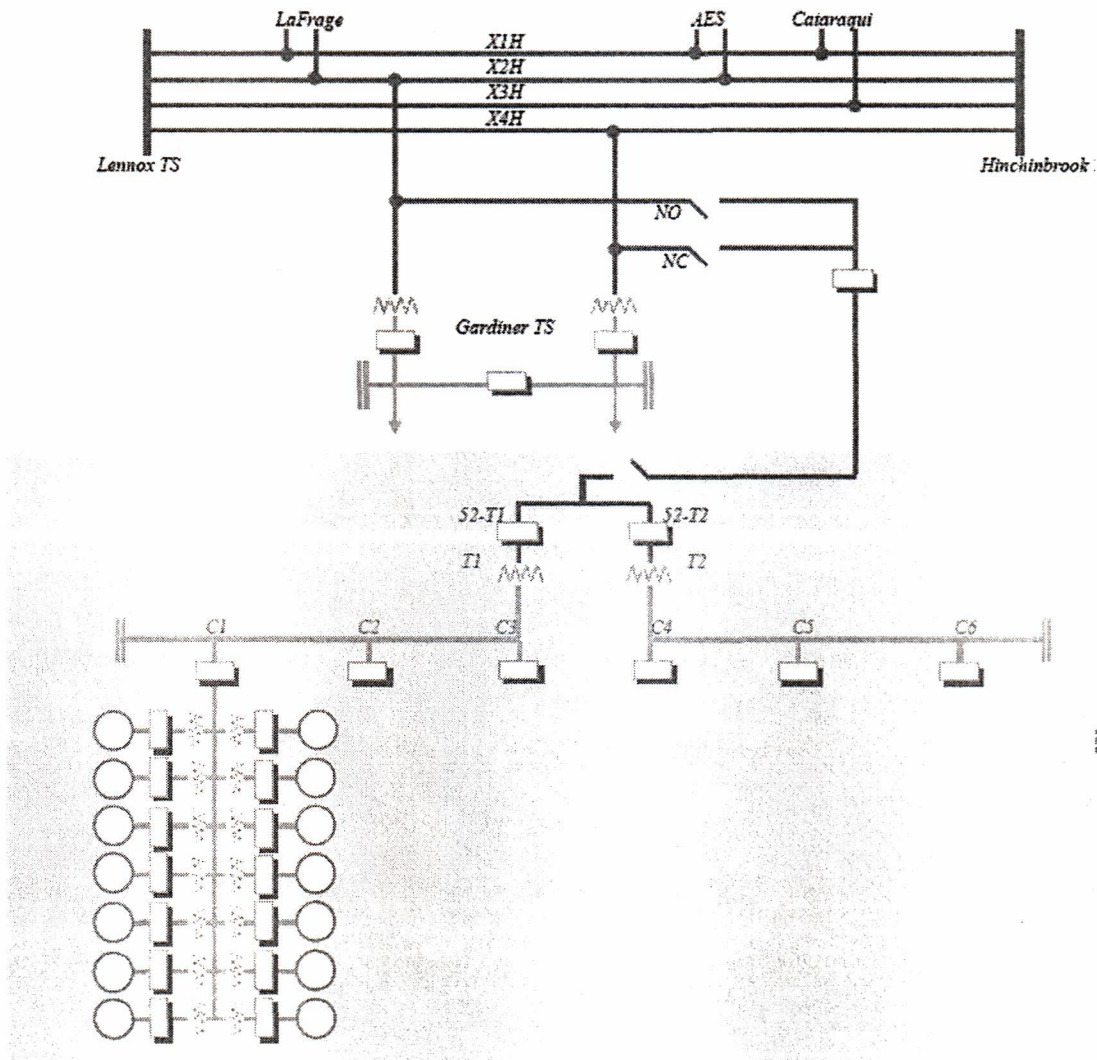 LaFrage AES Cataraqui
X1H
X2H
X3H
X4H
Lennox TS Hinchinbrook
NO
NC
Gardiner TS
52-T1 52-T2
T1 T2
C1 C2 C3 C4 C5 C6